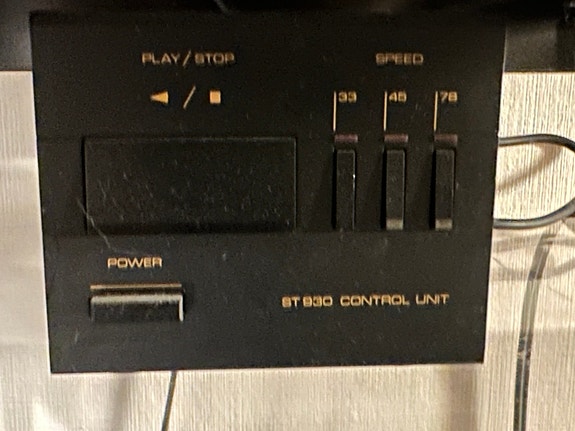 PLAY/STOP
SPEED
◄ / ■
33 45 78
POWER
ST 930 CONTROL UNIT